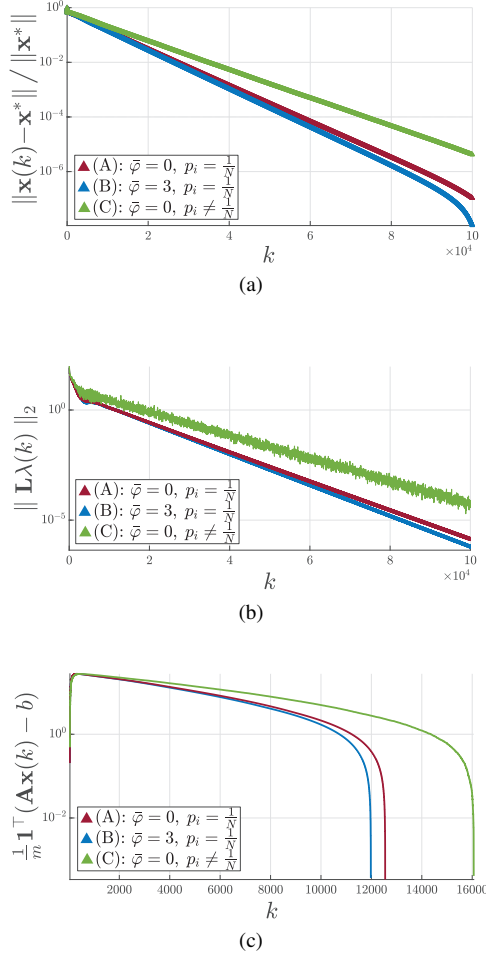 10^0
10^-2
10^-4
10^-6
‖x(k)−x*‖ / ‖x*‖
(A): φ̄ = 0, p_i = 1/N
(B): φ̄ = 3, p_i = 1/N
(C): φ̄ = 0, p_i ≠ 1/N
0 2 4 6 8 10
×10^4
k
(a)
10^0
10^-5
‖ Lλ(k) ‖_2
(A): φ̄ = 0, p_i = 1/N
(B): φ̄ = 3, p_i = 1/N
(C): φ̄ = 0, p_i ≠ 1/N
0 2 4 6 8 10
×10^4
k
(b)
10^0
10^-2
1/m 1^⊤(Ax(k) − b)
(A): φ̄ = 0, p_i = 1/N
(B): φ̄ = 3, p_i = 1/N
(C): φ̄ = 0, p_i ≠ 1/N
2000 4000 6000 8000 10000 12000 14000 16000
k
(c)